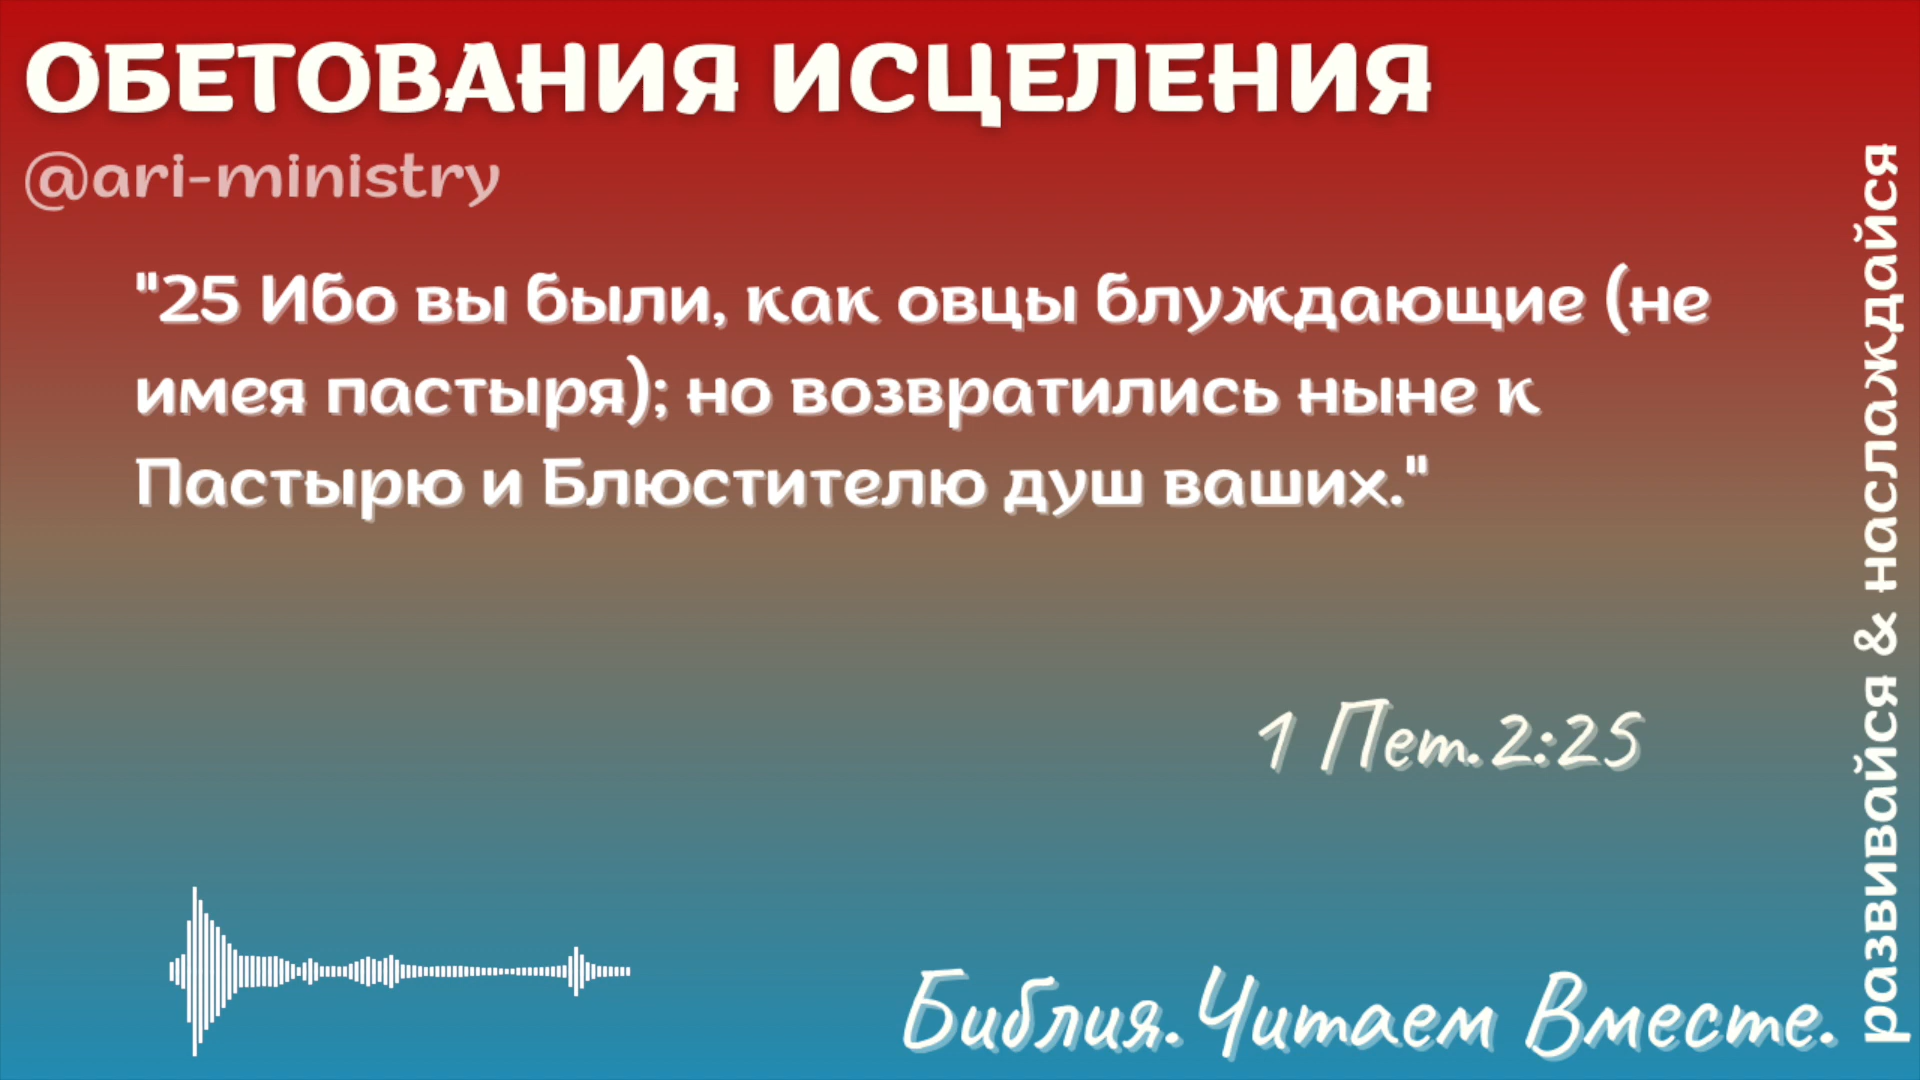 ОБЕТОВАНИЯ ИСЦЕЛЕНИЯ
@ari-ministry
"25 Ибо вы были, как овцы блуждающие (не
имея пастыря); но возвратились ныне к
Пастырю и Блюстителю душ ваших."
1 Пет.2:25
Библия.Читаем Вместе.
развивайся & наслаждайся